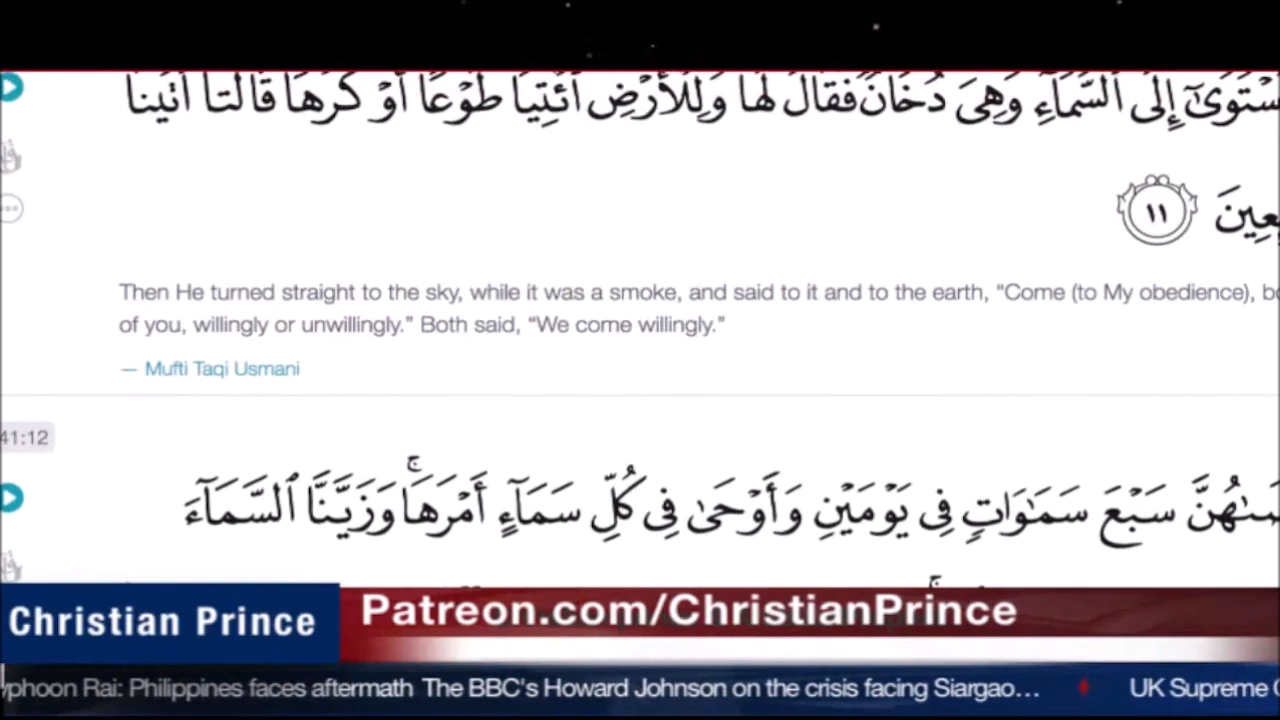 سْتَوَىٰٓ إِلَى ٱلسَّمَآءِ وَهِىَ دُخَانٌ فَقَالَ لَهَا وَلِلْأَرْضِ ٱئْتِيَا طَوْعًا أَوْ كَرْهًا قَالَتَآ أَتَيْنَا
عِينَ ١١
Then He turned straight to the sky, while it was a smoke, and said to it and to the earth, “Come (to My obedience), bo
of you, willingly or unwillingly.” Both said, “We come willingly.”
— Mufti Taqi Usmani
41:12
ىٰهُنَّ سَبْعَ سَمَٰوَاتٍ فِى يَوْمَيْنِ وَأَوْحَىٰ فِى كُلِّ سَمَآءٍ أَمْرَهَا ۚ وَزَيَّنَّا ٱلسَّمَآءَ
Christian Prince
Patreon.com/ChristianPrince
yphoon Rai: Philippines faces aftermath The BBC's Howard Johnson on the crisis facing Siargao... UK Supreme